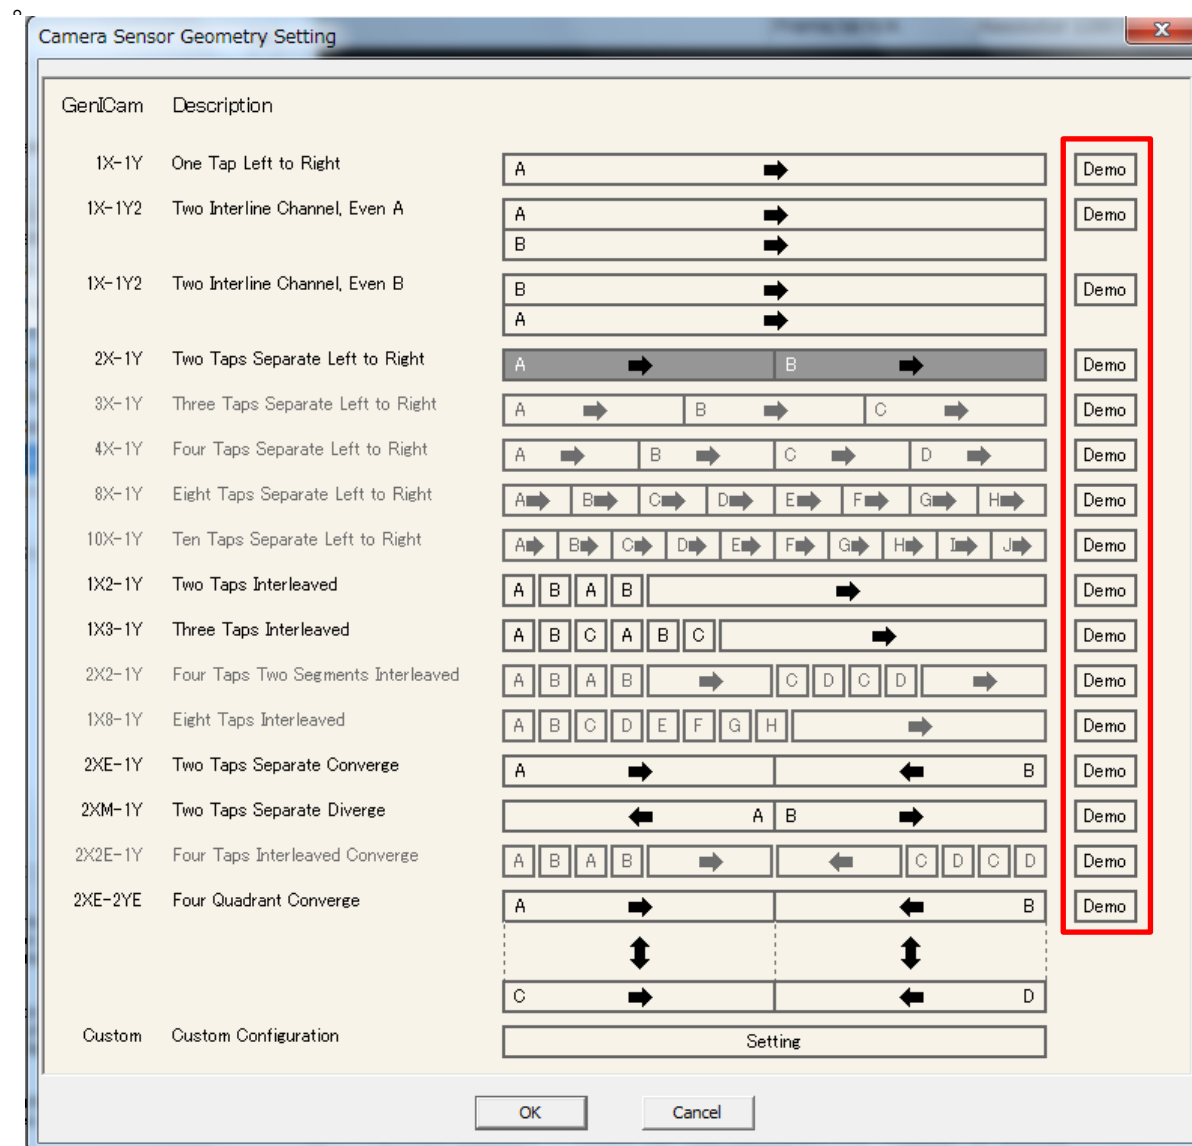 Camera Sensor Geometry Setting
GenICam Description
1X-1Y One Tap Left to Right A Demo
1X-1Y2 Two Interline Channel, Even A A Demo
B
1X-1Y2 Two Interline Channel, Even B B Demo
A
2X-1Y Two Taps Separate Left to Right A B Demo
3X-1Y Three Taps Separate Left to Right A B C Demo
4X-1Y Four Taps Separate Left to Right A B C D Demo
8X-1Y Eight Taps Separate Left to Right A B C D E F G H Demo
10X-1Y Ten Taps Separate Left to Right A B C D E F G H I J Demo
1X2-1Y Two Taps Interleaved A B A B Demo
1X3-1Y Three Taps Interleaved A B C A B C Demo
2X2-1Y Four Taps Two Segments Interleaved A B A B C D C D Demo
1X8-1Y Eight Taps Interleaved A B C D E F G H Demo
2XE-1Y Two Taps Separate Converge A B Demo
2XM-1Y Two Taps Separate Diverge A B Demo
2X2E-1Y Four Taps Interleaved Converge A B A B C D C D Demo
2XE-2YE Four Quadrant Converge A B Demo
C D
Custom Custom Configuration Setting
OK Cancel